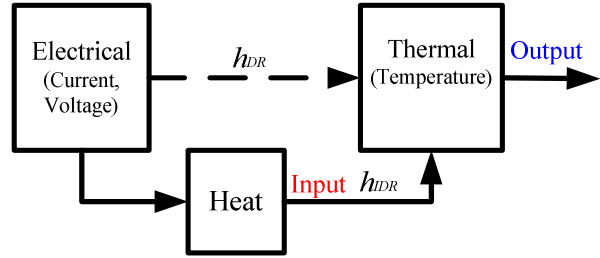 Electrical
(Current,
Voltage)
hDR
Thermal
(Temperature)
Output
Heat
Input hIDR